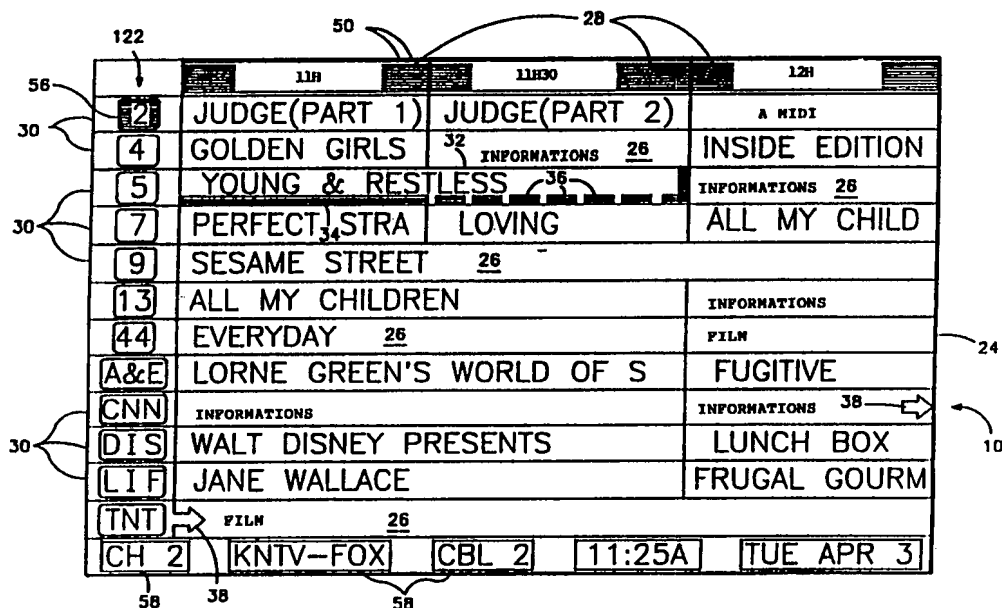 50 28
122 11H 11H30 12H
56 2 JUDGE(PART 1) JUDGE(PART 2) A MIDI
30 4 GOLDEN GIRLS 32 INFORMATIONS 26 INSIDE EDITION
5 YOUNG & RESTLESS 36 INFORMATIONS 26
30 7 PERFECT STRA 34 LOVING ALL MY CHILD
9 SESAME STREET 26
13 ALL MY CHILDREN INFORMATIONS
44 EVERYDAY 26 FILM 24
A&E LORNE GREEN'S WORLD OF S FUGITIVE
CNN INFORMATIONS INFORMATIONS 38
30 DIS WALT DISNEY PRESENTS LUNCH BOX 10
LIF JANE WALLACE FRUGAL GOURM
TNT FILM 26
CH 2 KNTV-FOX CBL 2 11:25A TUE APR 3
58 38 58